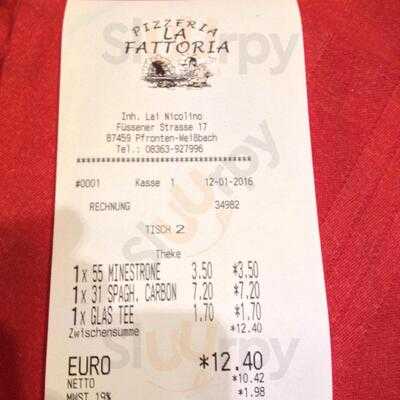 PIZZERIA
LA
FATTORIA
Inh. Lai Nicolino
Füssener Strasse 17
87459 Pfronten-Weißbach
Tel.: 08363-927996
************************************
#0001 Kasse 1 12-01-2016
RECHNUNG 34982
TISCH 2
Theke
1x 55 MINESTRONE 3.50 *3.50
1x 31 SPAGH. CARBON 7.20 *7.20
1x GLAS TEE 1.70 *1.70
Zwischensumme *12.40
EURO *12.40
NETTO *10.42
MWST 19% *1.98
Sluurpy
Sluurpy
Sluurpy